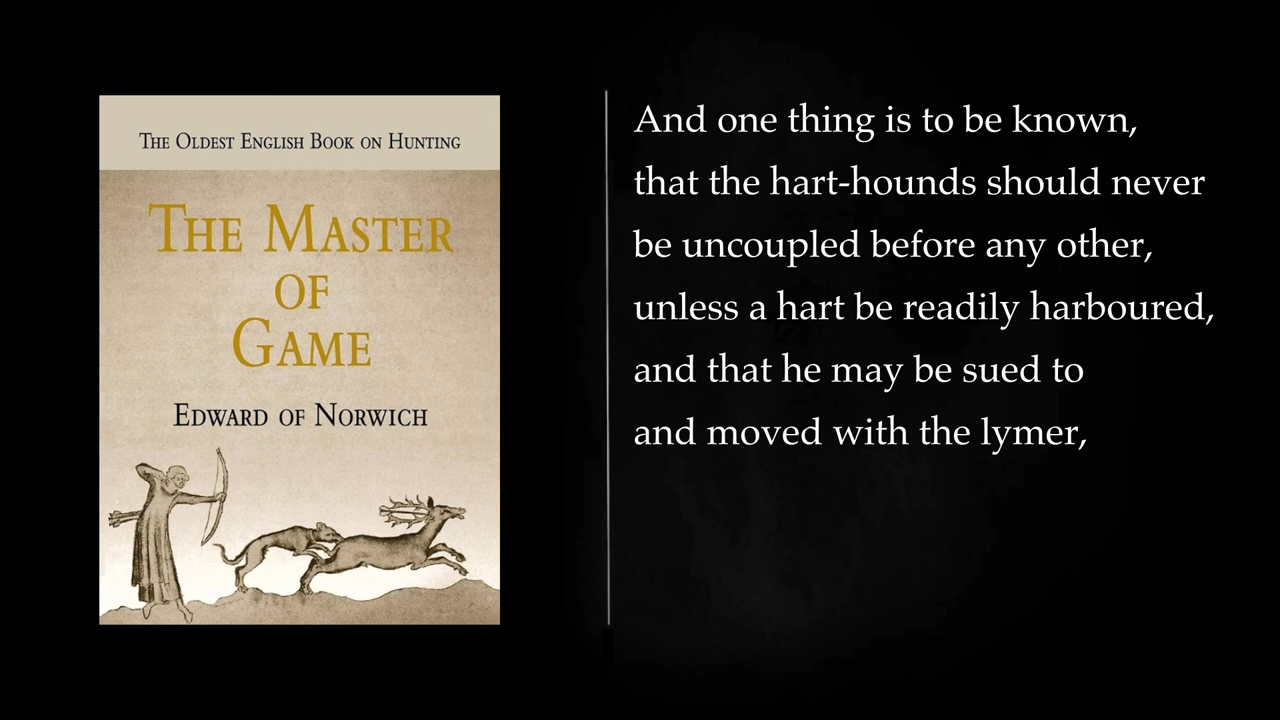 The Oldest English Book on Hunting
The Master
of
Game
Edward of Norwich
And one thing is to be known,
that the hart-hounds should never
be uncoupled before any other,
unless a hart be readily harboured,
and that he may be sued to
and moved with the lymer,